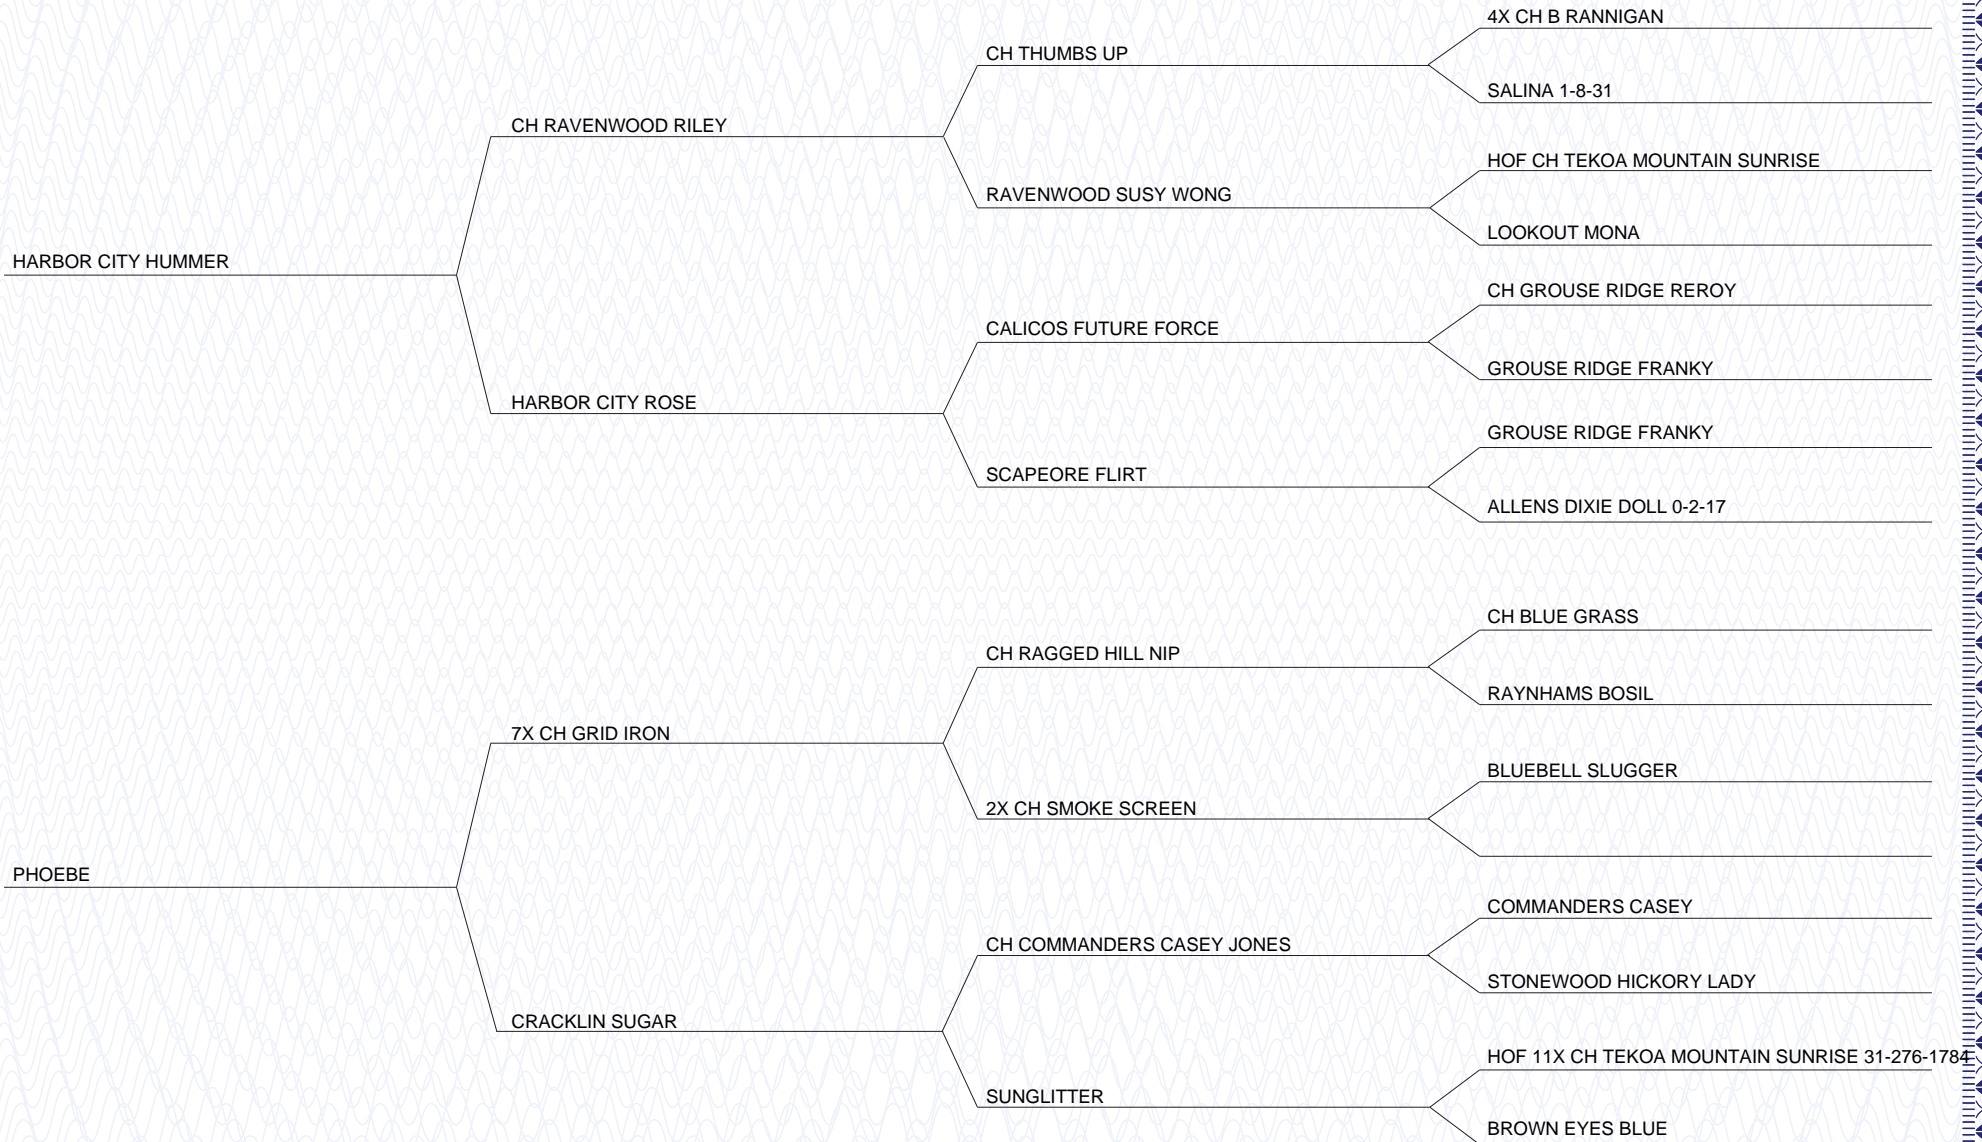 4X CH B RANNIGAN
CH THUMBS UP
SALINA 1-8-31
CH RAVENWOOD RILEY
HOF CH TEKOA MOUNTAIN SUNRISE
RAVENWOOD SUSY WONG
LOOKOUT MONA
HARBOR CITY HUMMER
CH GROUSE RIDGE REROY
CALICOS FUTURE FORCE
GROUSE RIDGE FRANKY
HARBOR CITY ROSE
GROUSE RIDGE FRANKY
SCAPEORE FLIRT
ALLENS DIXIE DOLL 0-2-17
CH BLUE GRASS
CH RAGGED HILL NIP
RAYNHAMS BOSIL
7X CH GRID IRON
BLUEBELL SLUGGER
2X CH SMOKE SCREEN
PHOEBE
COMMANDERS CASEY
CH COMMANDERS CASEY JONES
STONEWOOD HICKORY LADY
CRACKLIN SUGAR
HOF 11X CH TEKOA MOUNTAIN SUNRISE 31-276-1784
SUNGLITTER
BROWN EYES BLUE